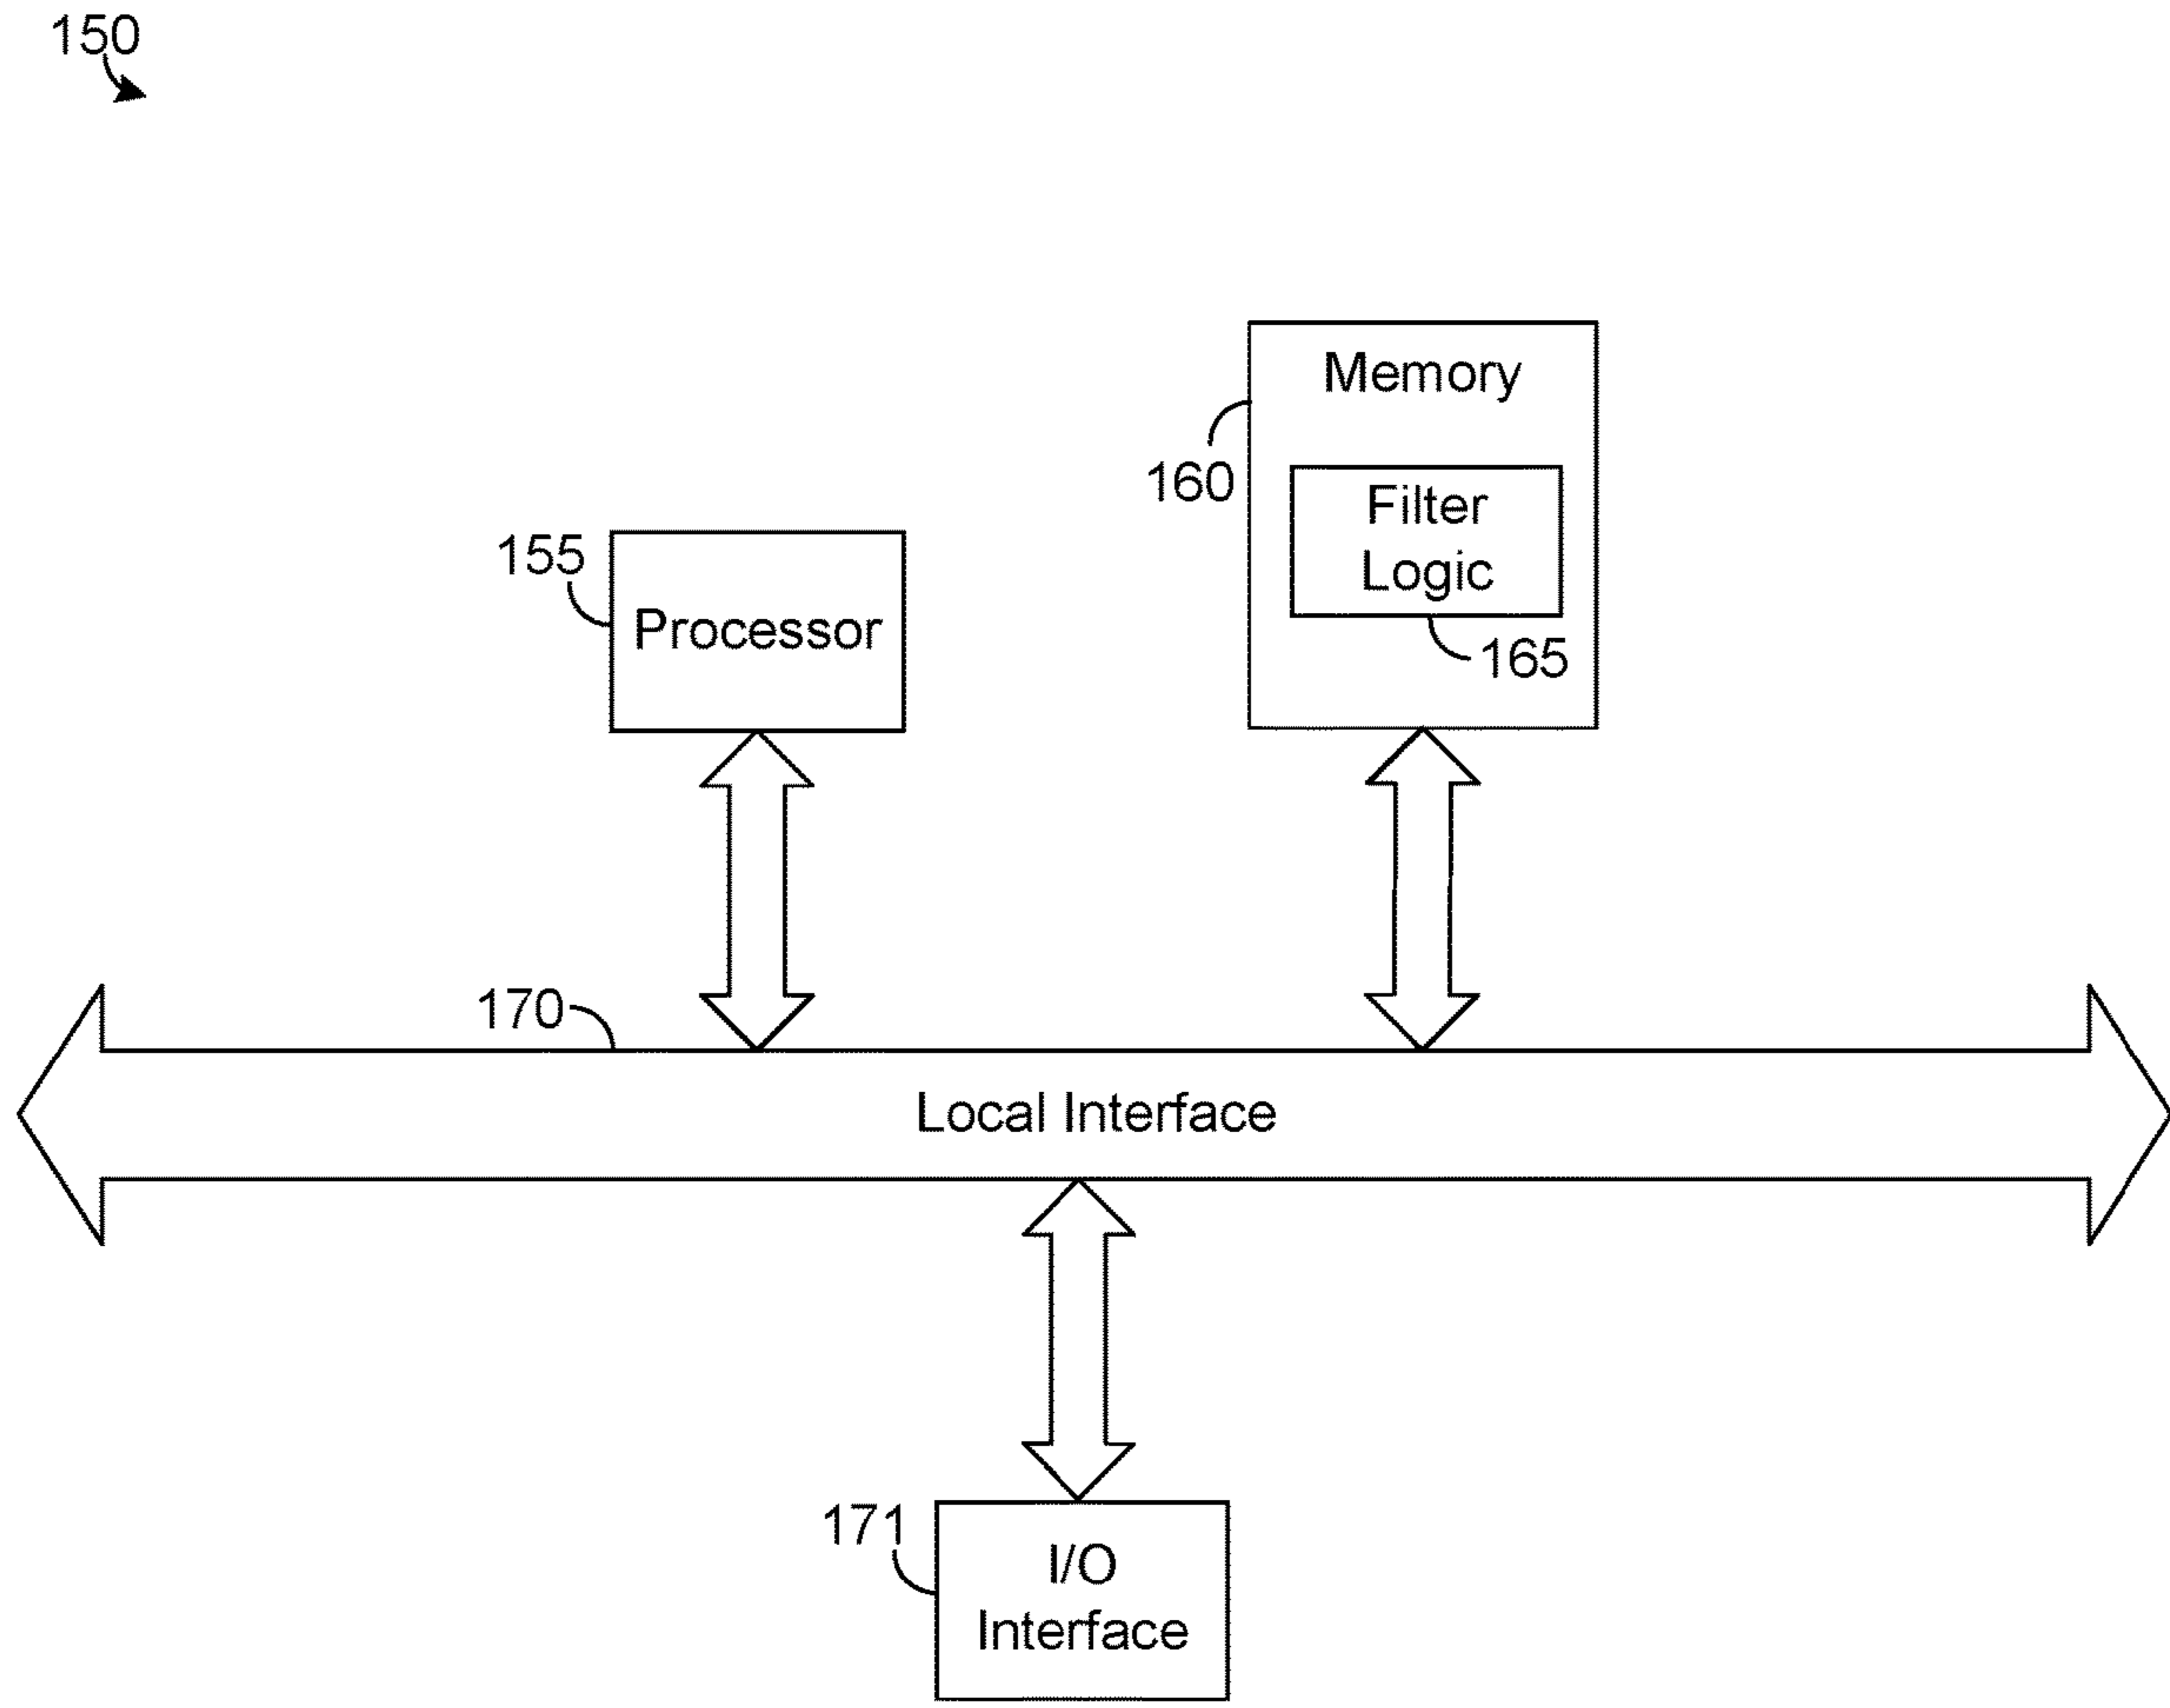 150
Memory
160
Filter
Logic
155
Processor
165
170
Local Interface
171
I/O
Interface